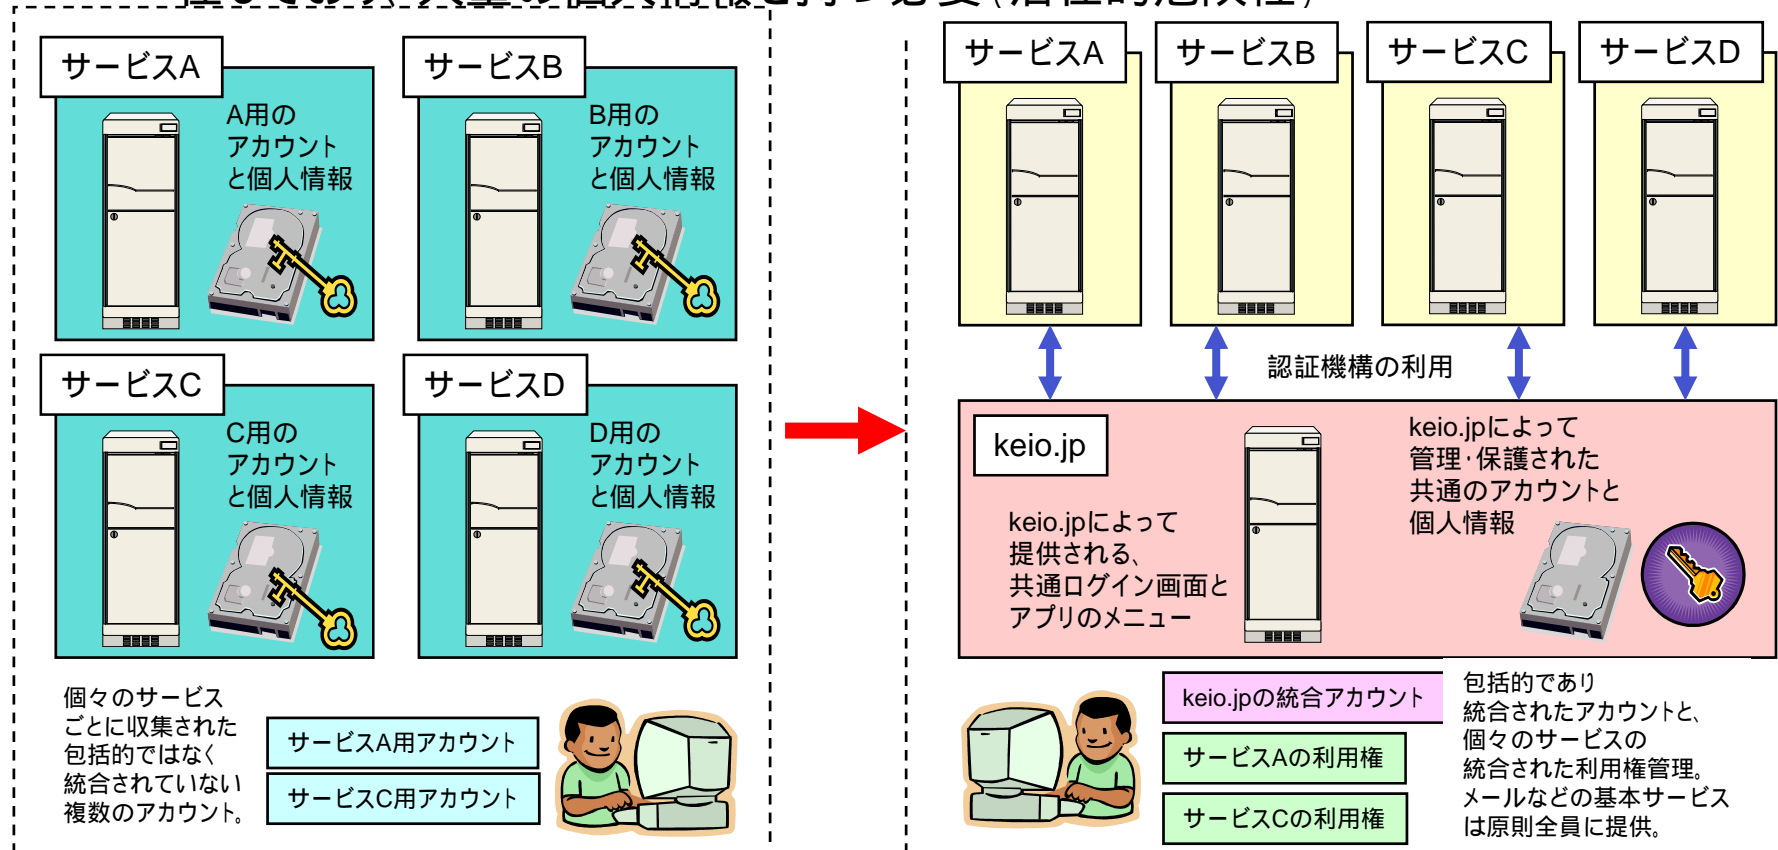 サービスA
A用の
アカウント
と個人情報
サービスB
B用の
アカウント
と個人情報
サービスC
C用の
アカウント
と個人情報
サービスD
D用の
アカウント
と個人情報
個々のサービス
ごとに収集された
包括的ではなく
統合されていない
複数のアカウント。
サービスA用アカウント
サービスC用アカウント
サービスA
サービスB
サービスC
サービスD
認証機構の利用
keio.jp
keio.jpによって
提供される、
共通ログイン画面と
アプリのメニュー
keio.jpによって
管理・保護された
共通のアカウントと
個人情報
keio.jpの統合アカウント
サービスAの利用権
サービスCの利用権
包括的であり
統合されたアカウントと、
個々のサービスの
統合された利用権管理。
メールなどの基本サービス
は原則全員に提供。